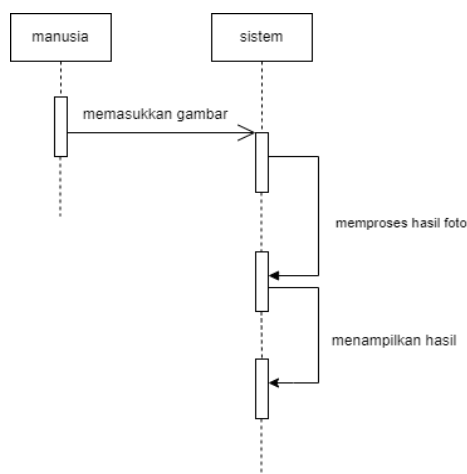 manusia
sistem
memasukkan gambar
memproses hasil foto
menampilkan hasil